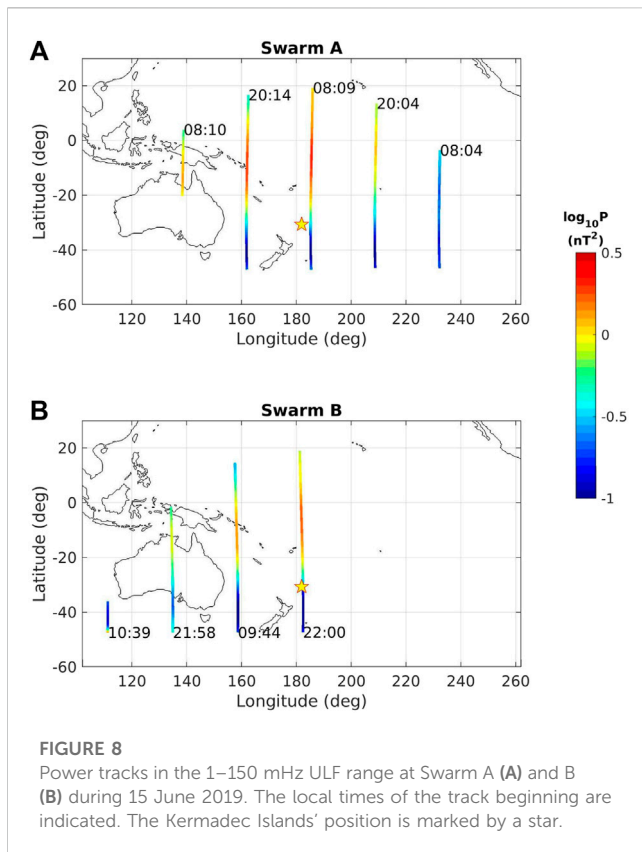 A
Swarm A
20
0
-20
-40
-60
Latitude (deg)
08:10
20:14
08:09
20:04
08:04
120
140
160
180
200
220
240
260
Longitude (deg)
log10P
(nT2)
0.5
0
-0.5
-1
B
Swarm B
20
0
-20
-40
-60
Latitude (deg)
10:39
21:58
09:44
22:00
120
140
160
180
200
220
240
260
Longitude (deg)
FIGURE 8
Power tracks in the 1–150 mHz ULF range at Swarm A (A) and B
(B) during 15 June 2019. The local times of the track beginning are
indicated. The Kermadec Islands’ position is marked by a star.